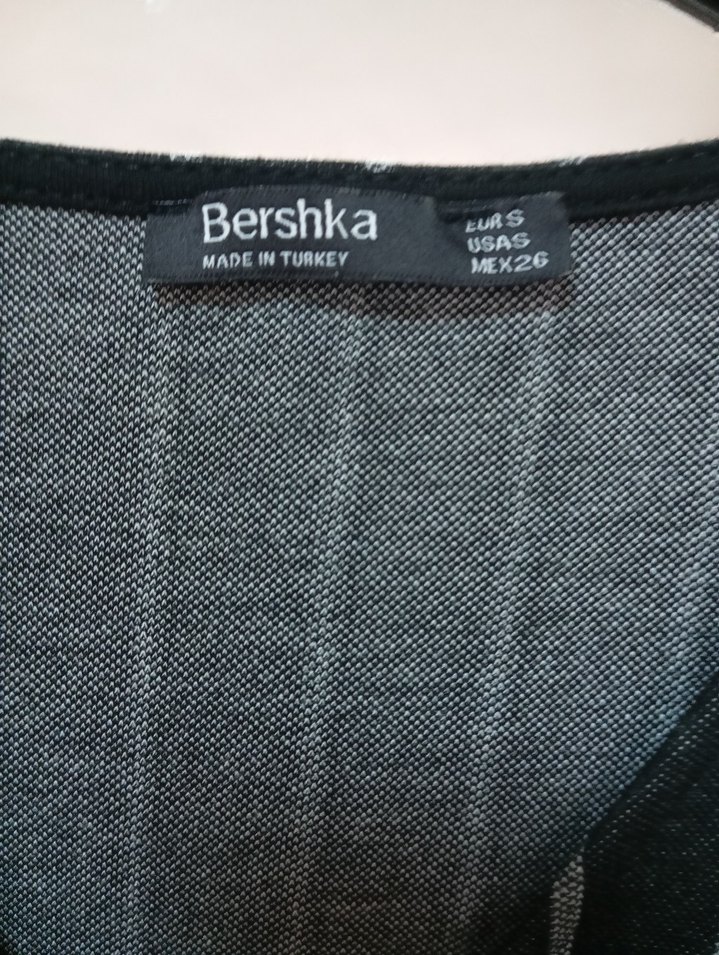 Bershka
MADE IN TURKEY
EUR S
USA S
MEX 26